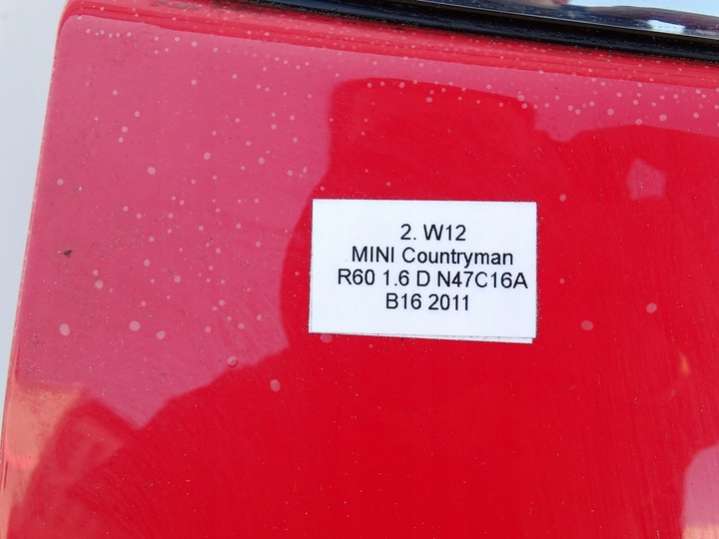 2. W12
MINI Countryman
R60 1.6 D N47C16A
B16 2011